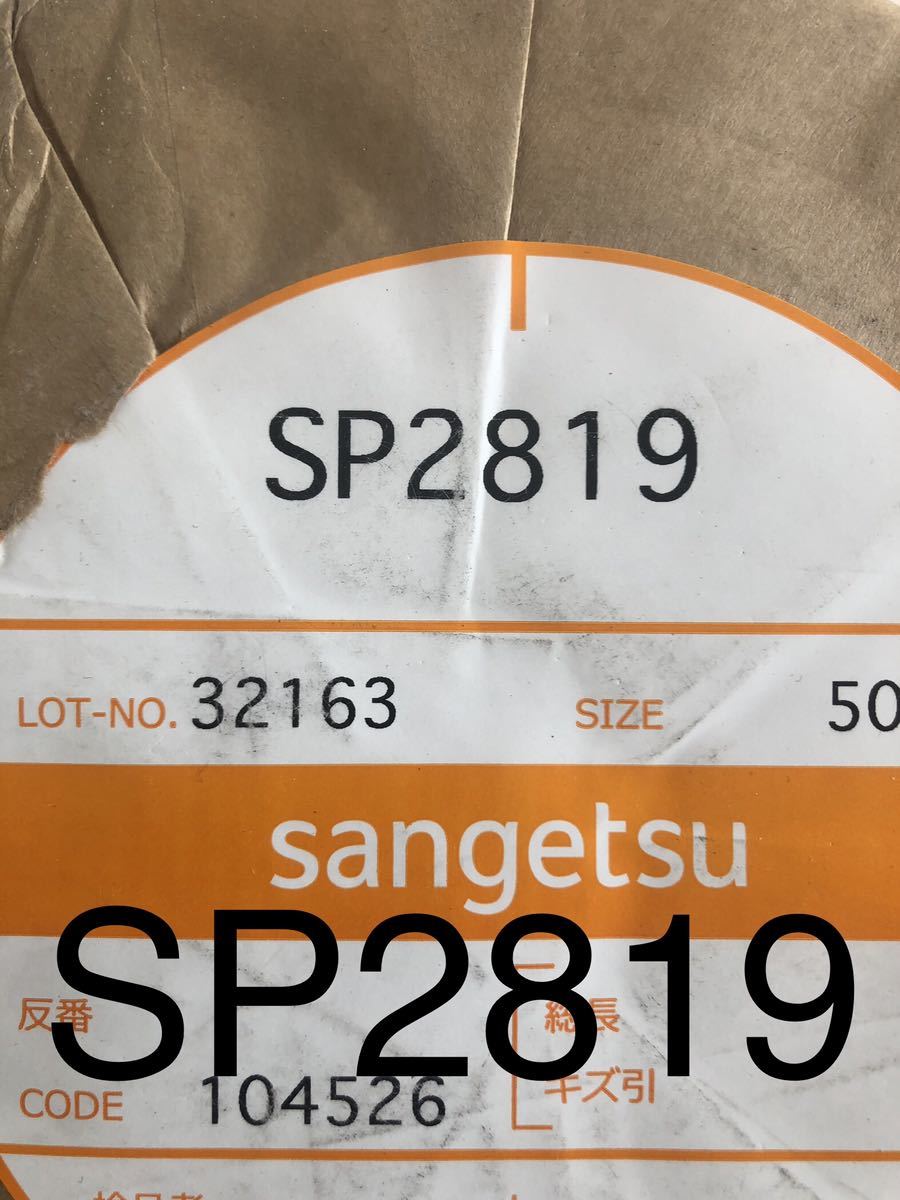 SP2819
LOT-NO. 32163 SIZE 50
sangetsu
SP2819
反番 総長
CODE 104526 キズ引